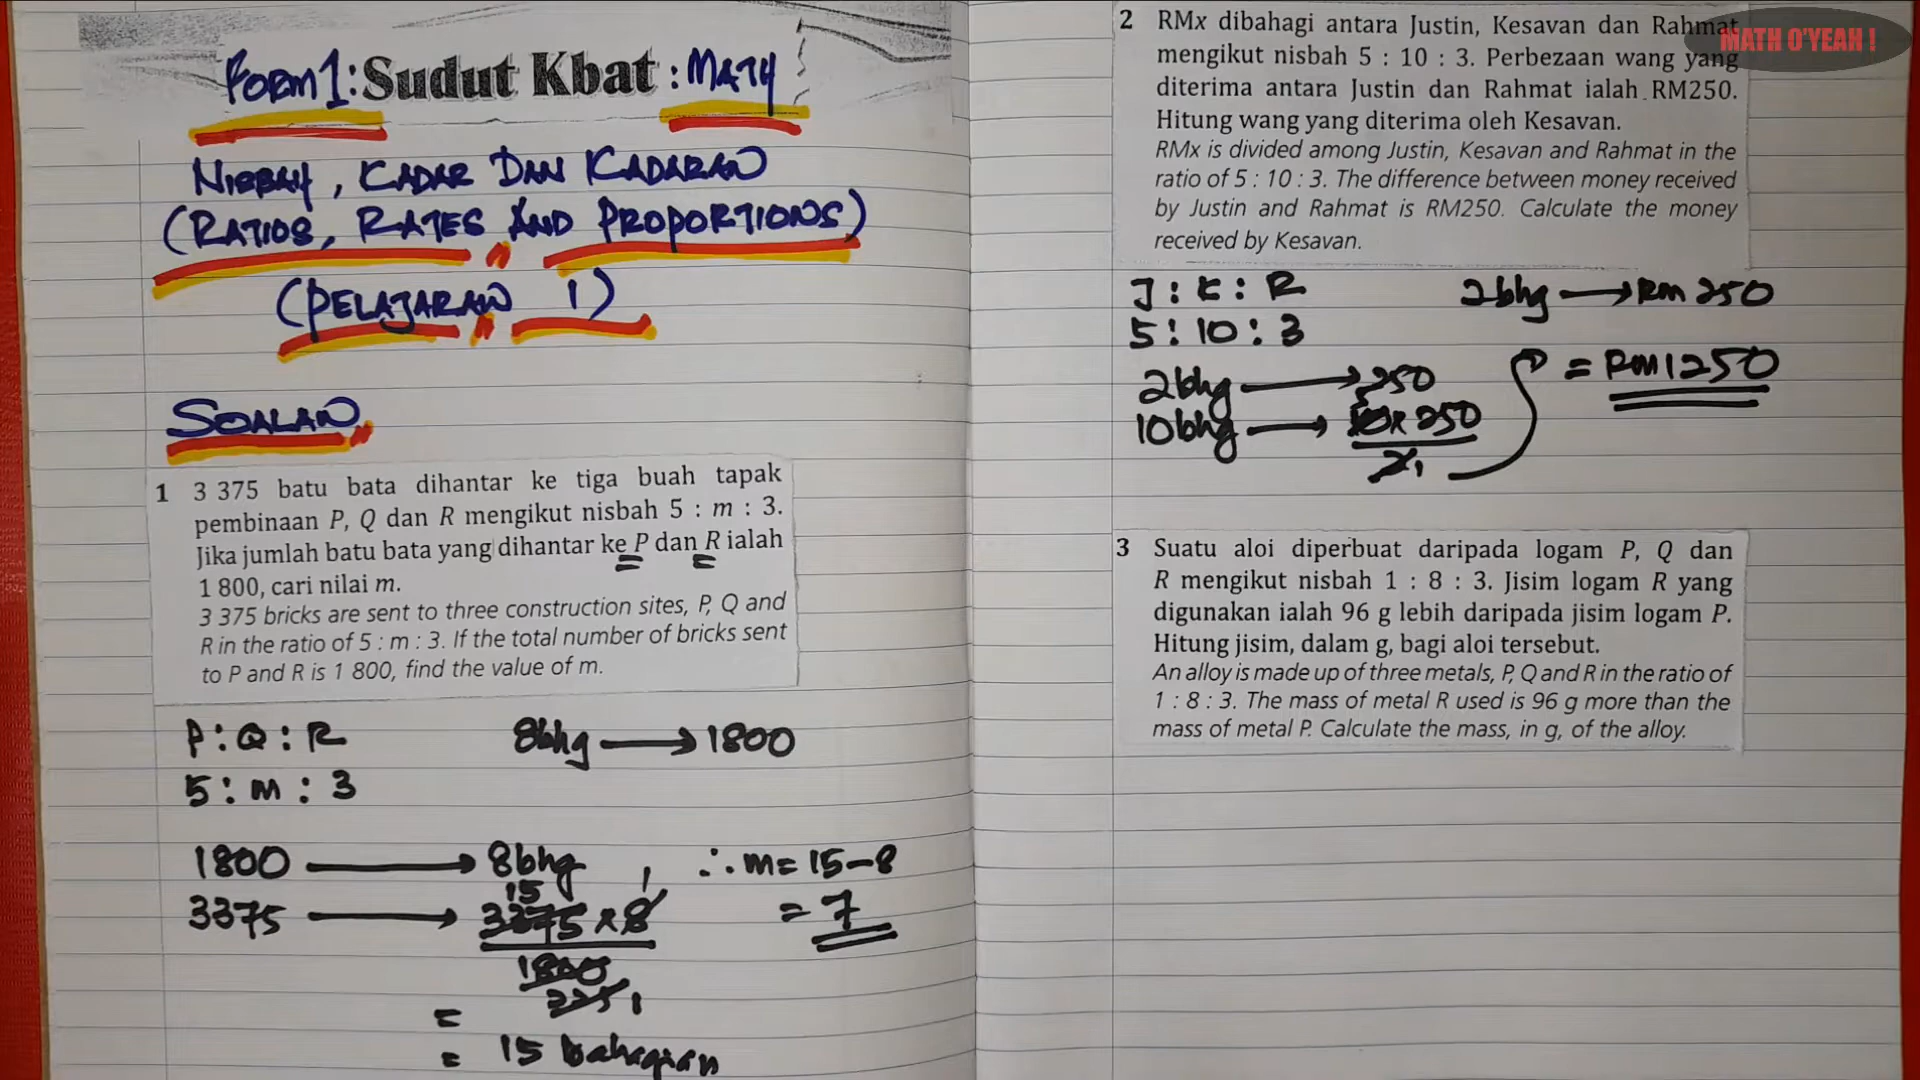 FORM 1: Sudut Kbat : MATH
NISBAH, KADAR DAN KADARAN
(RATIOS, RATES AND PROPORTIONS)
(PELAJARAN 1)
SOALAN
1 3 375 batu bata dihantar ke tiga buah tapak
pembinaan P, Q dan R mengikut nisbah 5 : m : 3.
Jika jumlah batu bata yang dihantar ke P dan R ialah
1 800, cari nilai m.
3 375 bricks are sent to three construction sites, P, Q and
R in the ratio of 5 : m : 3. If the total number of bricks sent
to P and R is 1 800, find the value of m.
P : Q : R
5 : m : 3
8bhg → 1800
1800 → 8bhg
3375 → 3375 × 8
15
1
1800
225 1
=
= 15 bahagian
∴ m = 15 – 8
= 7
2 RMx dibahagi antara Justin, Kesavan dan Rahmat
mengikut nisbah 5 : 10 : 3. Perbezaan wang yang
diterima antara Justin dan Rahmat ialah RM250.
Hitung wang yang diterima oleh Kesavan.
RMx is divided among Justin, Kesavan and Rahmat in the
ratio of 5 : 10 : 3. The difference between money received
by Justin and Rahmat is RM250. Calculate the money
received by Kesavan.
J : K : R
5 : 10 : 3
2bhg → RM 250
2bhg → 250
10bhg → 10 × 250
2 1
= RM1250
3 Suatu aloi diperbuat daripada logam P, Q dan
R mengikut nisbah 1 : 8 : 3. Jisim logam R yang
digunakan ialah 96 g lebih daripada jisim logam P.
Hitung jisim, dalam g, bagi aloi tersebut.
An alloy is made up of three metals, P, Q and R in the ratio of
1 : 8 : 3. The mass of metal R used is 96 g more than the
mass of metal P. Calculate the mass, in g, of the alloy.
MATH O'YEAH !